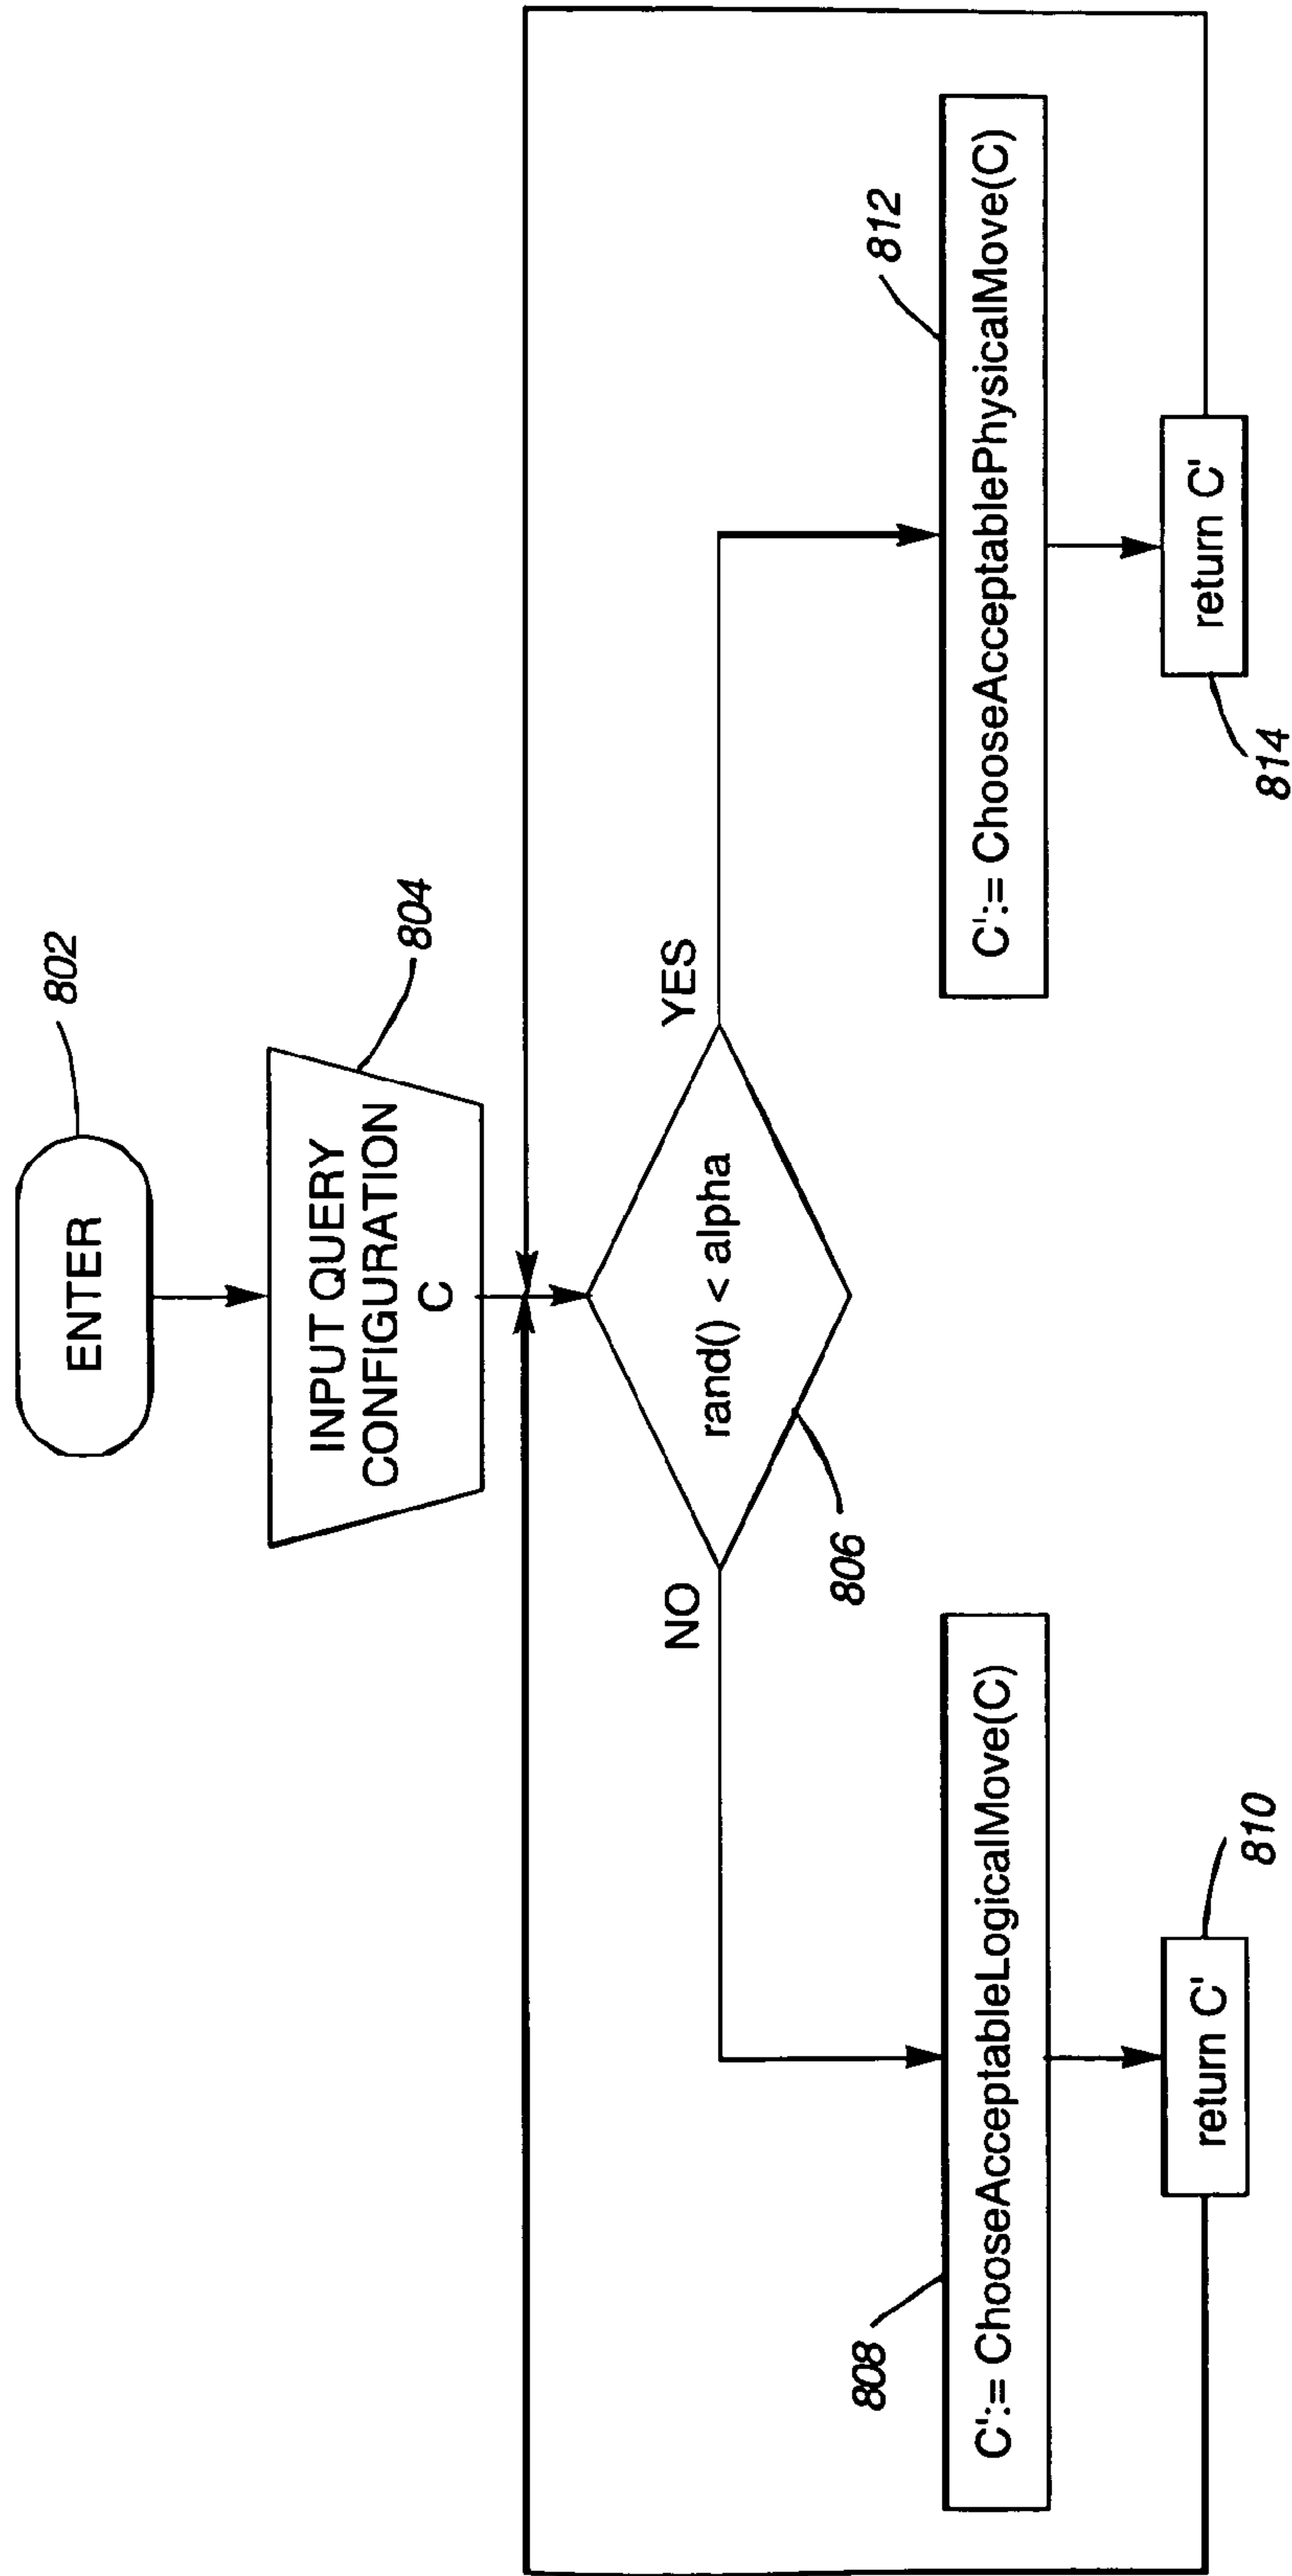 802
ENTER
804
INPUT QUERY
CONFIGURATION
C
rand() < alpha
806
NO
YES
808
C':= ChooseAcceptableLogicalMove(C)
812
C':= ChooseAcceptablePhysicalMove(C)
return C'
810
return C'
814